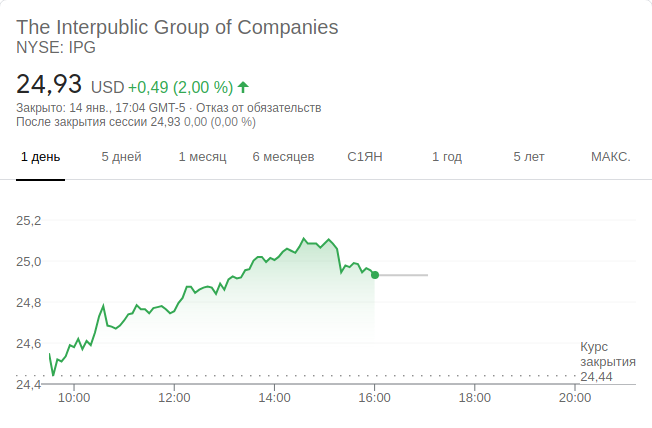 The Interpublic Group of Companies
NYSE: IPG
24,93 USD +0,49 (2,00 %)
Закрыто: 14 янв., 17:04 GMT-5 · Отказ от обязательств
После закрытия сессии 24,93 0,00 (0,00 %)
1 день 5 дней 1 месяц 6 месяцев С1ЯН 1 год 5 лет МАКС.
25,2
25,0
24,8
24,6
Курс
закрытия
24,44
24,4
10:00 12:00 14:00 16:00 18:00 20:00